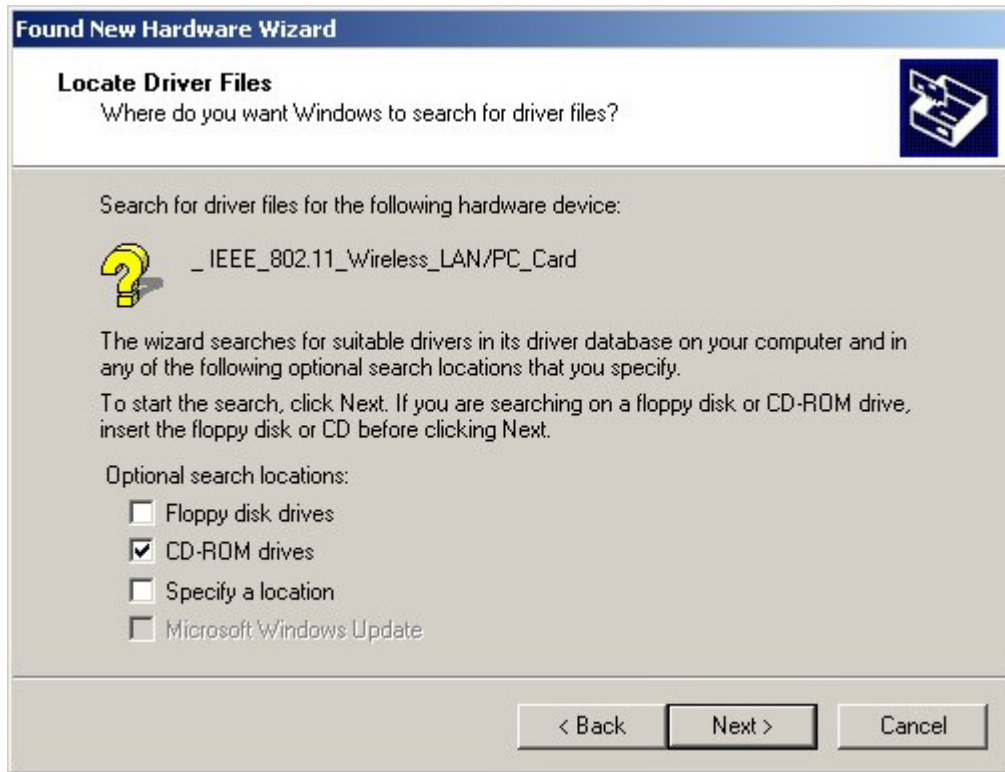 Found New Hardware Wizard
Locate Driver Files
Where do you want Windows to search for driver files?
Search for driver files for the following hardware device:
_ IEEE_802.11_Wireless_LAN/PC_Card
The wizard searches for suitable drivers in its driver database on your computer and in
any of the following optional search locations that you specify.
To start the search, click Next. If you are searching on a floppy disk or CD-ROM drive,
insert the floppy disk or CD before clicking Next.
Optional search locations:
Floppy disk drives
CD-ROM drives
Specify a location
Microsoft Windows Update
< Back
Next >
Cancel